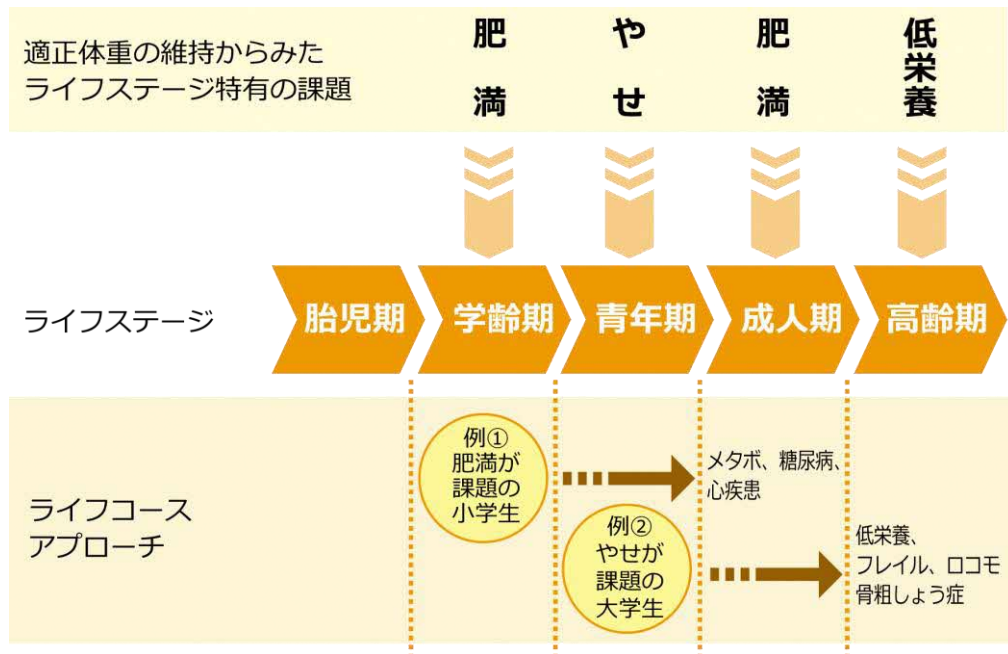 適正体重の維持からみた
ライフステージ特有の課題
肥満
やせ
肥満
低栄養
ライフステージ
胎児期
学齢期
青年期
成人期
高齢期
ライフコース
アプローチ
例①
肥満が
課題の
小学生
メタボ、糖尿病、
心疾患
例②
やせが
課題の
大学生
低栄養、
フレイル、ロコモ
骨粗しょう症